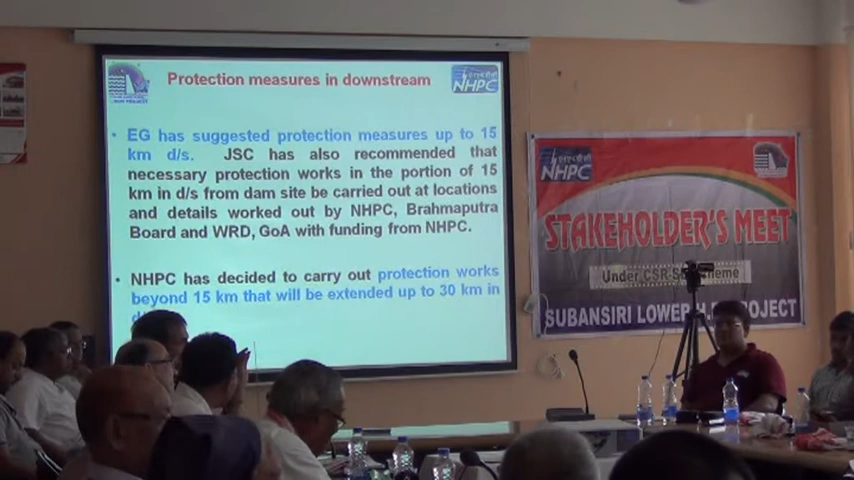 Protection measures in downstream
एनएचपीसी
NHPC
• EG has suggested protection measures up to 15
km d/s. JSC has also recommended that
necessary protection works in the portion of 15
km in d/s from dam site be carried out at locations
and details worked out by NHPC, Brahmaputra
Board and WRD, GoA with funding from NHPC.
• NHPC has decided to carry out protection works
beyond 15 km that will be extended up to 30 km in
एनएचपीसी
NHPC
STAKEHOLDER'S MEET
Under CSR-S
SUBANSIRI LOWER H.E. PROJECT